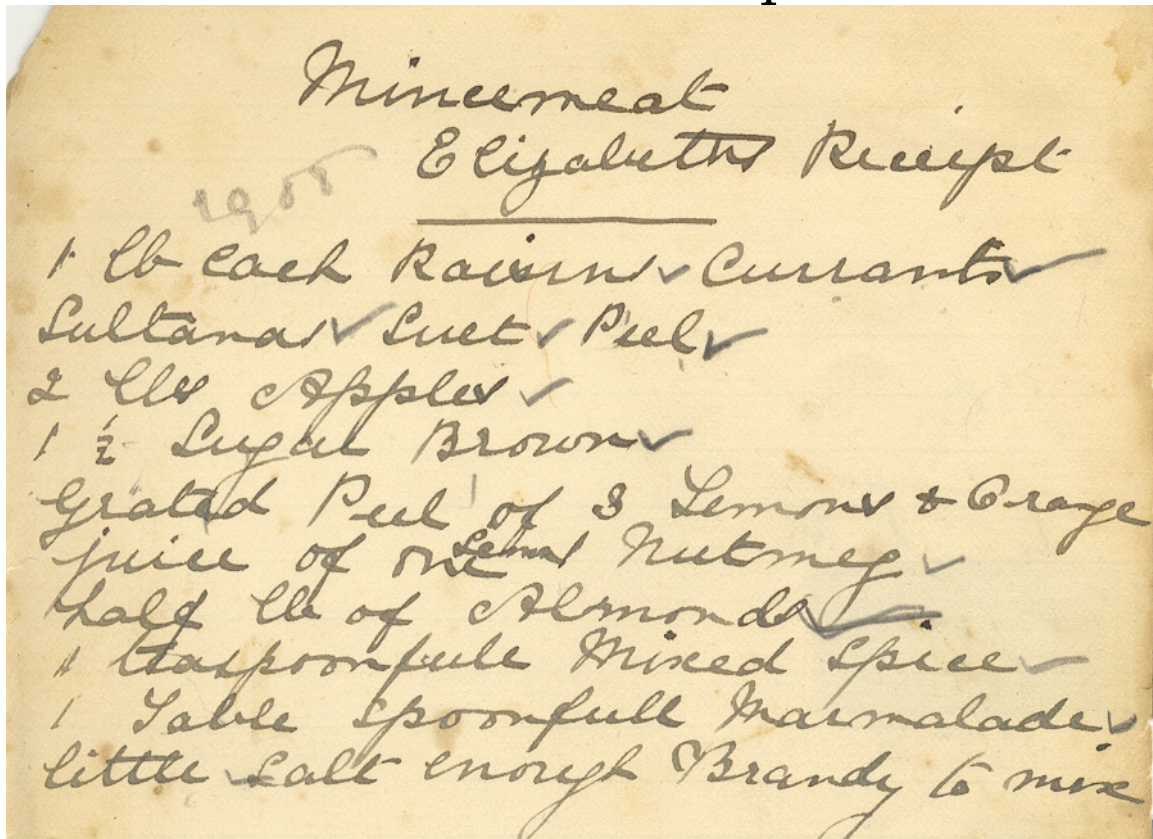 Mincemeat
Elizabeths Receipt
1 lb each Raisins ✓ Currants ✓
Sultanas ✓ Suet ✓ Peel ✓
2 lbs Apples ✓
1 ½ Sugar Brown ✓
Grated Peel of 3 Lemons & Orange
juice of one Lemon Nutmeg ✓
half lb of Almonds ✓
1 teaspoonfull Mixed Spice ✓
1 Table spoonfull Marmalade ✓
little salt enough Brandy to mix